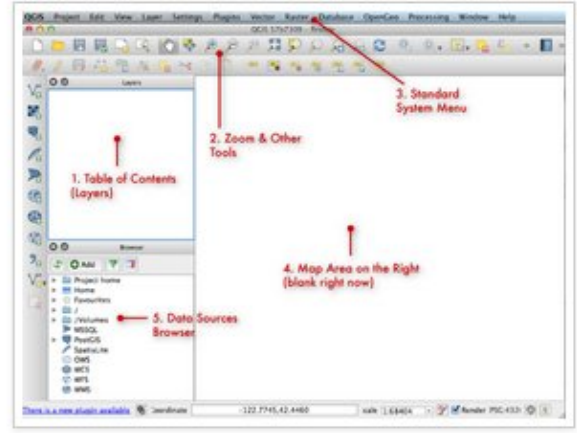 QGIS Project Edit View Layer Settings Plugins Vector Raster Database OpenGeo Processing Window Help
Layers
3. Standard
System Menu
2. Zoom & Other
Tools
1. Table of Contents
(Layers)
4. Map Area on the Right
(blank right now)
Browser
Add
Project home
Home
Favourites
/
/Volumes
5. Data Sources
Browser
MSSQL
PostGIS
SpatiaLite
OWS
WCS
WFS
WMS
There is a new plugin available Coordinate -122.7745,42.4460 Scale Render